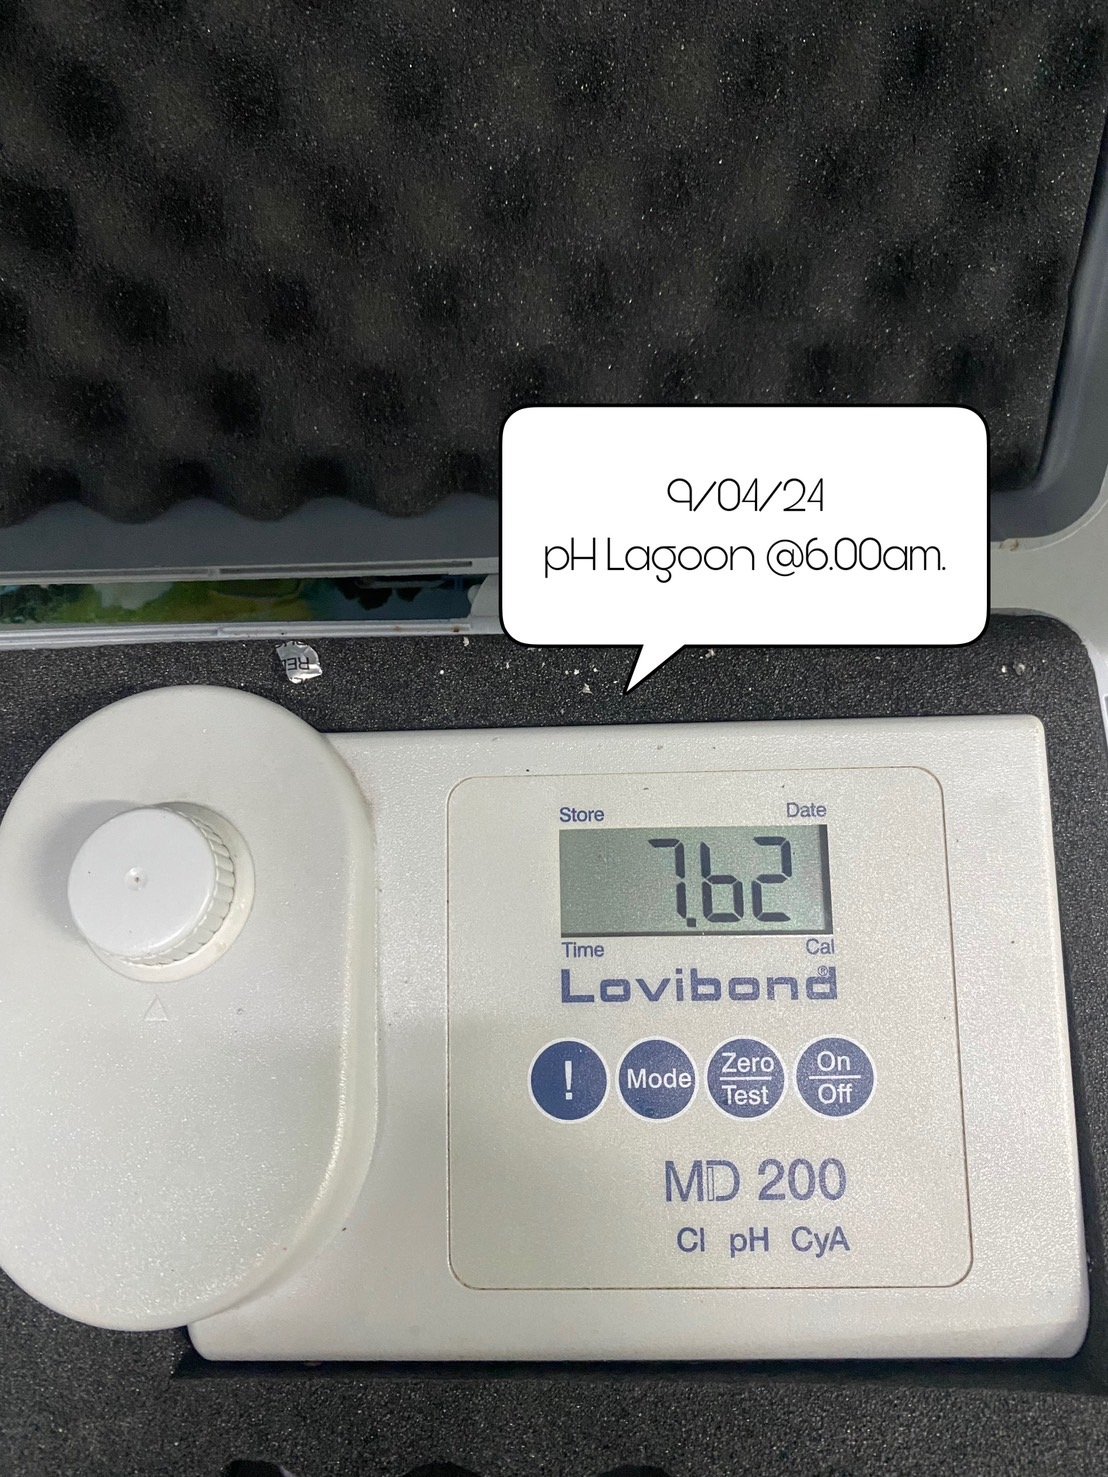 9/04/24
pH Lagoon @6.00am.
REL
Store Date
7.62
Time Cal
Lovibond®
! Mode Zero Test On Off
MD 200
Cl pH CyA